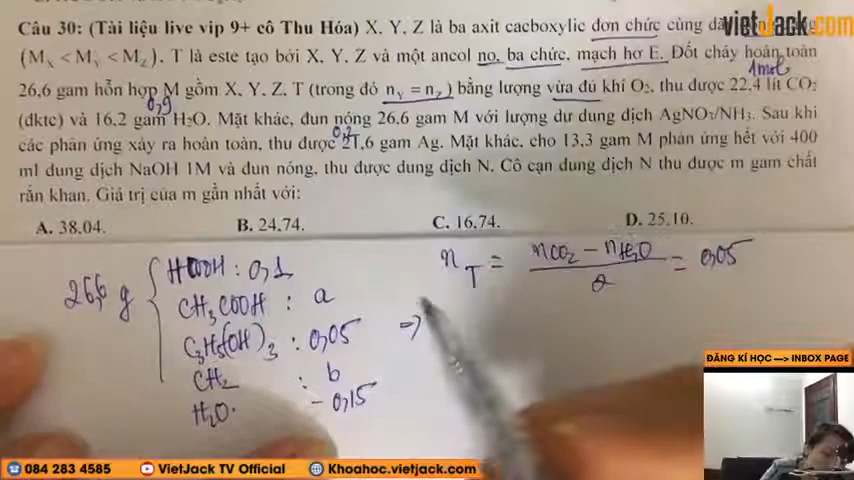 Câu 30: (Tài liệu live vip 9+ cô Thu Hóa) X, Y, Z là ba axit cacboxylic đơn chức cùng
(Mx < My < Mz). T là este tạo bởi X, Y, Z và một ancol no, ba chức, mạch hở E. Đốt cháy hoàn toàn
1mol
26,6 gam hỗn hợp M gồm X, Y, Z, T (trong đó nY = nZ) bằng lượng vừa đủ khí O2, thu được 22,4 lít CO2
0,9
(đktc) và 16,2 gam H2O. Mặt khác, đun nóng 26,6 gam M với lượng dư dung dịch AgNO3/NH3. Sau khi
0,2
các phản ứng xảy ra hoàn toàn, thu được 21,6 gam Ag. Mặt khác, cho 13,3 gam M phản ứng hết với 400
ml dung dịch NaOH 1M và đun nóng, thu được dung dịch N. Cô cạn dung dịch N thu được m gam chất
rắn khan. Giá trị của m gần nhất với:
A. 38.04. B. 24.74. C. 16.74. D. 25.10.
26,6 g
HCOOH : 0,1
CH3COOH : a
C3H5(OH)3 : 0,05 =>
CH2 : b
H2O. - 0,15
nT = nCO2 - nH2O / 2 = 0,05
vietJack.com
ĐĂNG KÍ HỌC —> INBOX PAGE
084 283 4585 VietJack TV Official Khoahoc.vietjack.com